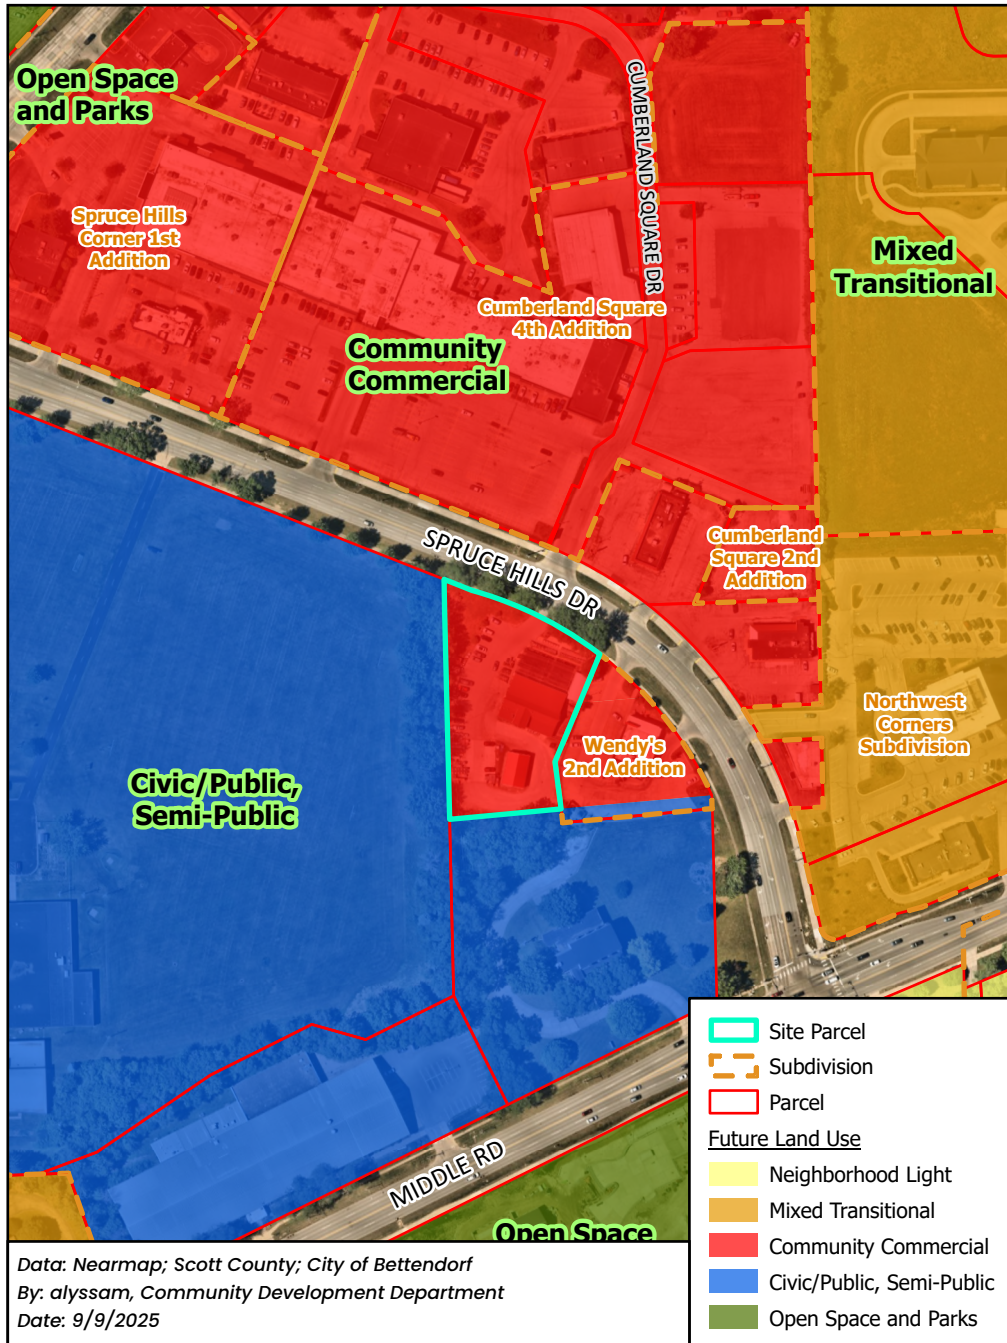 Open Space
and Parks
CUMBERLAND SQUARE DR
Spruce Hills
Corner 1st
Addition
Mixed
Transitional
Cumberland Square
4th Addition
Community
Commercial
SPRUCE HILLS DR
Cumberland
Square 2nd
Addition
Northwest
Corners
Subdivision
Wendy's
2nd Addition
Civic/Public,
Semi-Public
MIDDLE RD
Open Space
Site Parcel
Subdivision
Parcel
Future Land Use
Neighborhood Light
Mixed Transitional
Community Commercial
Civic/Public, Semi-Public
Open Space and Parks
Data: Nearmap; Scott County; City of Bettendorf
By: alyssam, Community Development Department
Date: 9/9/2025